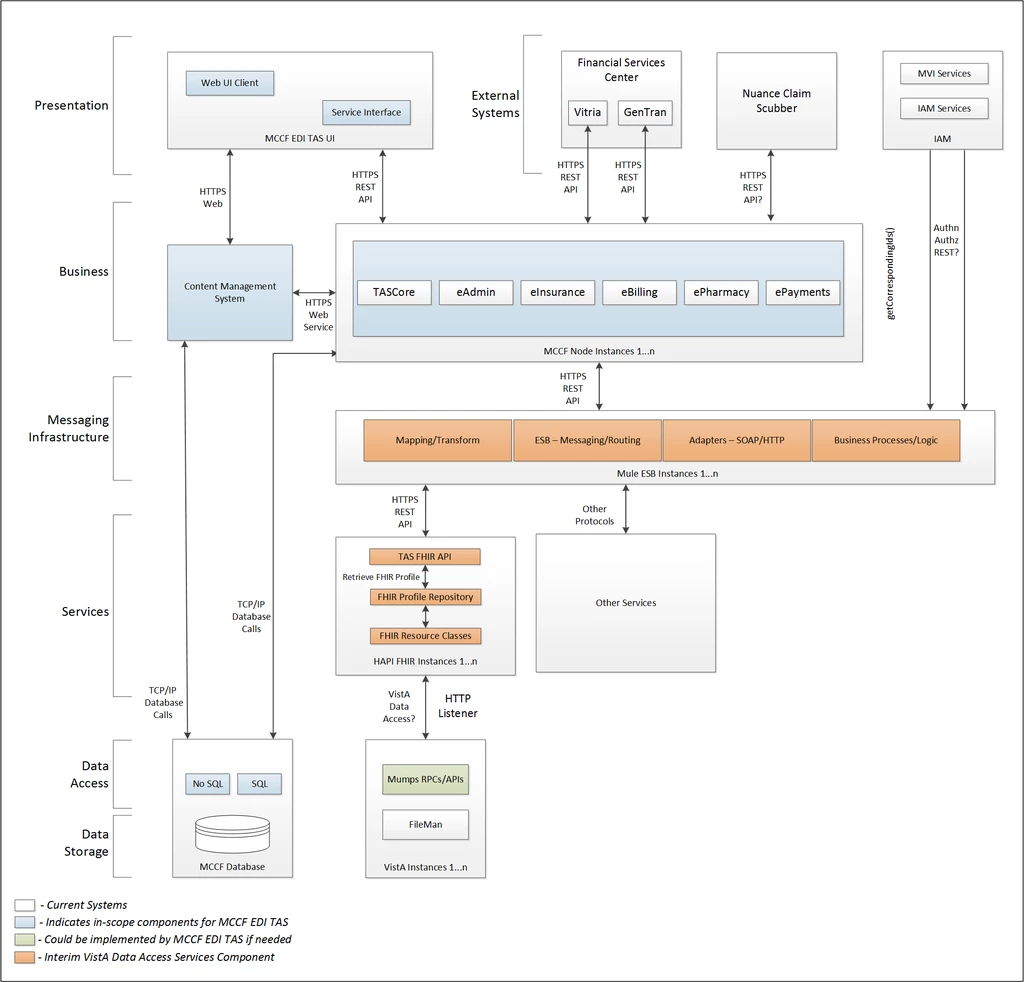 Presentation
Web UI Client
Service Interface
MCCF EDI TAS UI
External
Systems
Financial Services
Center
Vitria
GenTran
Nuance Claim
Scubber
MVI Services
IAM Services
IAM
HTTPS
Web
HTTPS
REST
API
HTTPS
REST
API
HTTPS
REST
API
HTTPS
REST
API?
getCorrespondingIds()
Authn
Authz
REST?
Business
Content Management
System
HTTPS
Web
Service
TASCore
eAdmin
eInsurance
eBilling
ePharmacy
ePayments
MCCF Node Instances 1...n
HTTPS
REST
API
Messaging
Infrastructure
Mapping/Transform
ESB – Messaging/Routing
Adapters – SOAP/HTTP
Business Processes/Logic
Mule ESB Instances 1...n
HTTPS
REST
API
Other
Protocols
Services
TAS FHIR API
Retrieve FHIR Profile
FHIR Profile Repository
FHIR Resource Classes
HAPI FHIR Instances 1...n
Other Services
TCP/IP
Database
Calls
TCP/IP
Database
Calls
VistA
Data
Access?
HTTP
Listener
Data
Access
No SQL
SQL
Mumps RPCs/APIs
Data
Storage
FileMan
MCCF Database
VistA Instances 1...n
- Current Systems
- Indicates in-scope components for MCCF EDI TAS
- Could be implemented by MCCF EDI TAS if needed
- Interim VistA Data Access Services Component